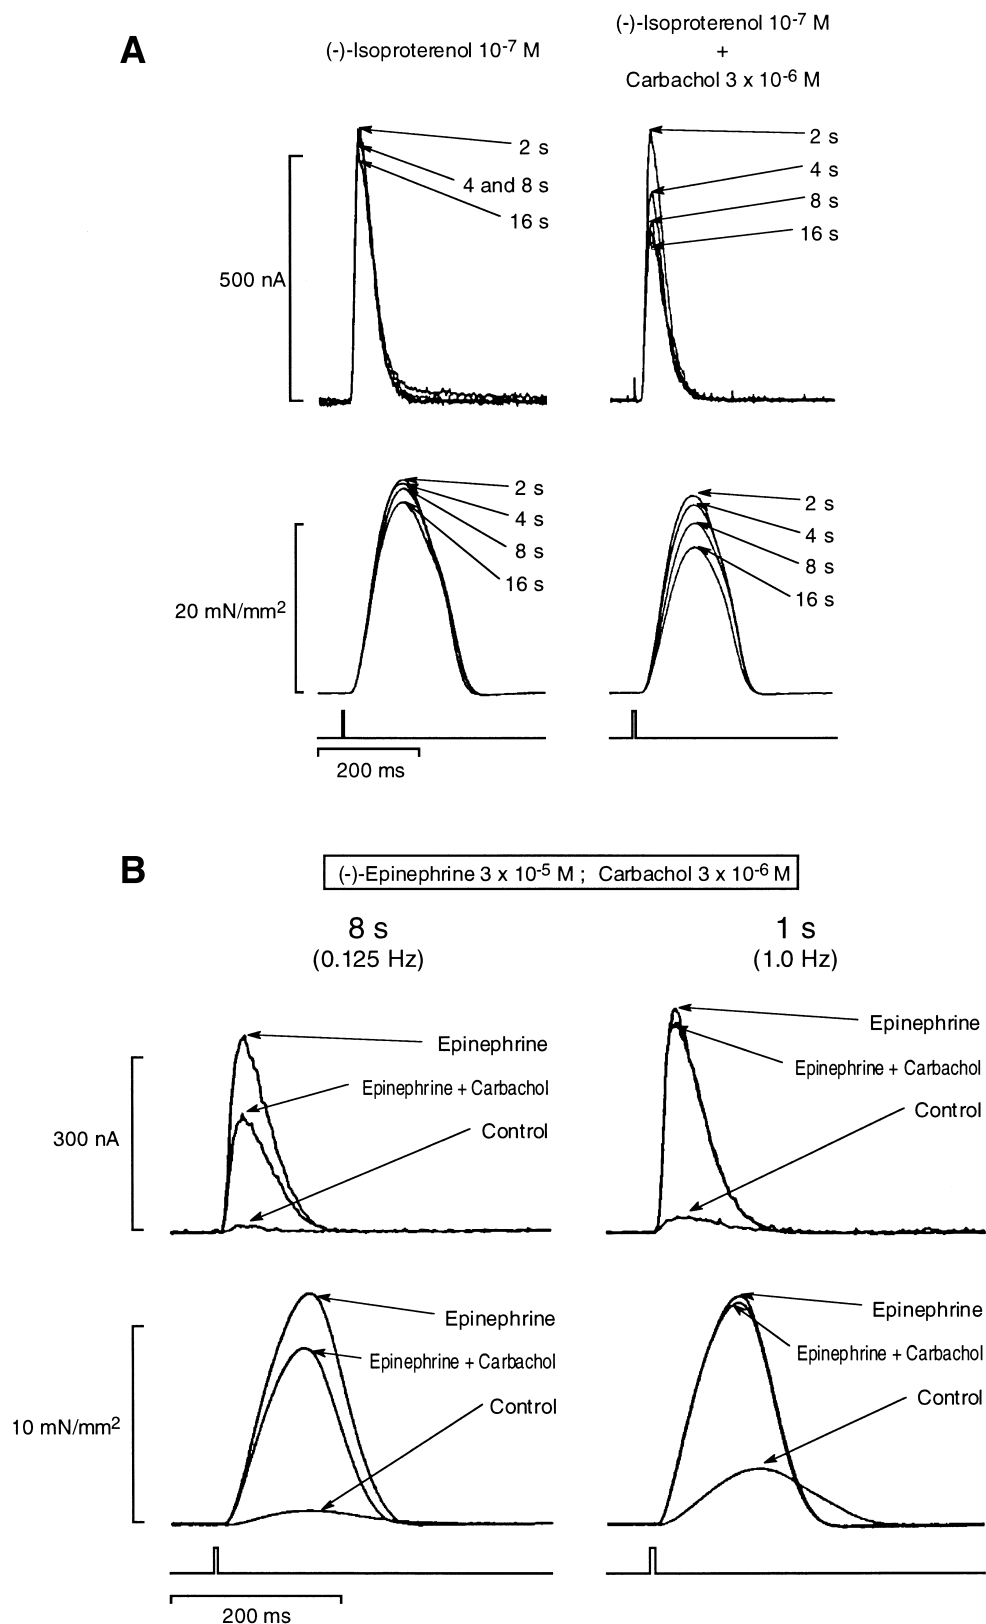 A
(-)-Isoproterenol 10-7 M
(-)-Isoproterenol 10-7 M
+
Carbachol 3 x 10-6 M
2 s
4 and 8 s
16 s
500 nA
2 s
4 s
8 s
16 s
2 s
4 s
8 s
16 s
20 mN/mm2
2 s
4 s
8 s
16 s
200 ms
B
(-)-Epinephrine 3 x 10-5 M ; Carbachol 3 x 10-6 M
8 s
(0.125 Hz)
1 s
(1.0 Hz)
Epinephrine
Epinephrine + Carbachol
Control
300 nA
Epinephrine
Epinephrine + Carbachol
Control
Epinephrine
Epinephrine + Carbachol
Control
10 mN/mm2
Epinephrine
Epinephrine + Carbachol
Control
200 ms